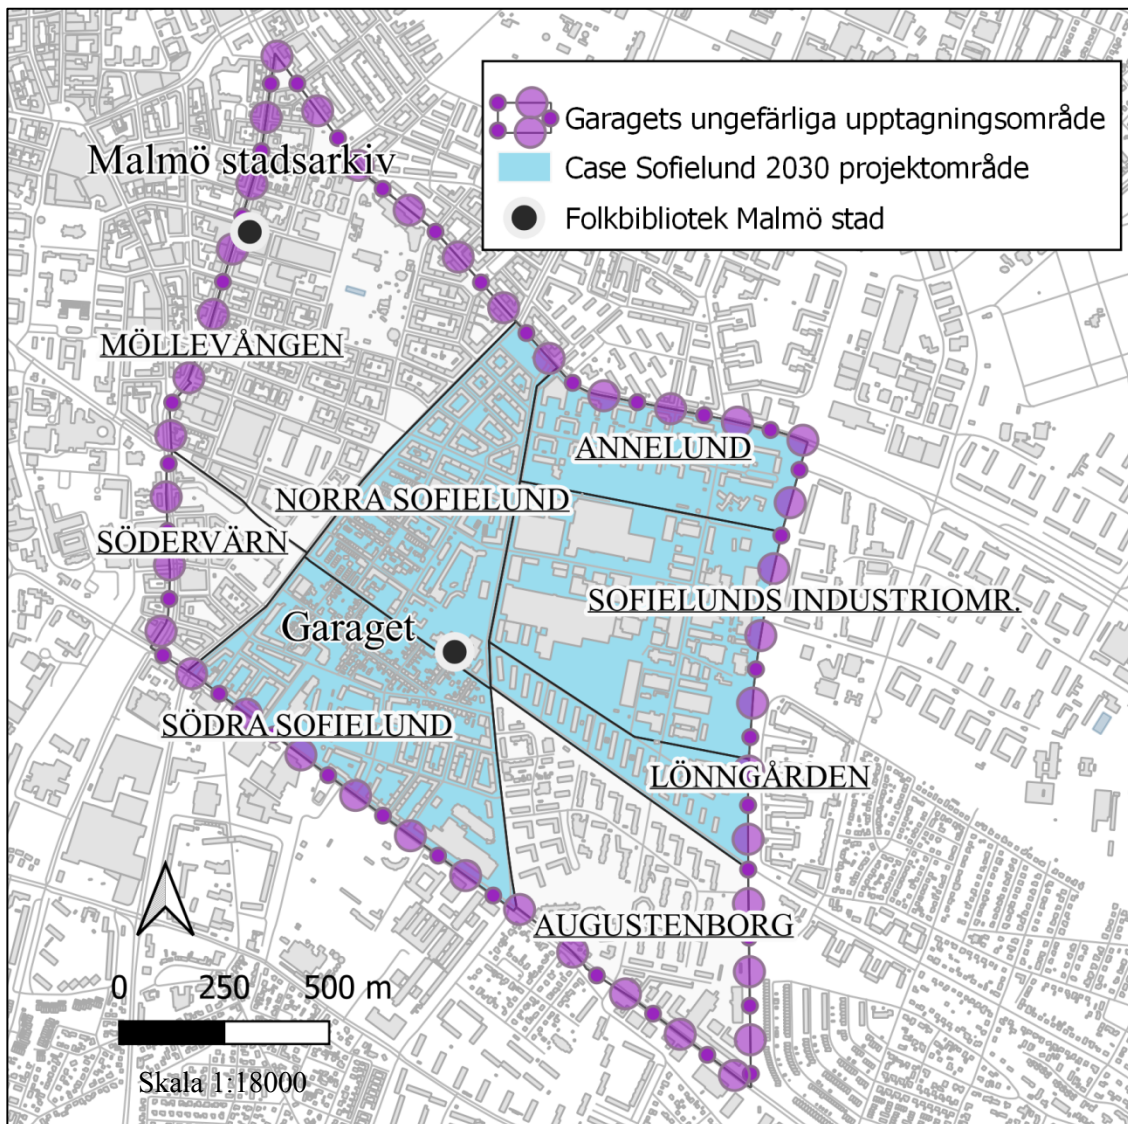 Garagets ungefärliga upptagningsområde
Case Sofielund 2030 projektområde
Folkbibliotek Malmö stad
Malmö stadsarkiv
MÖLLEVÅNGEN
ANNELUND
NORRA SOFIELUND
SÖDERVÄRN
SOFIELUNDS INDUSTRIOMR.
Garaget
SÖDRA SOFIELUND
LÖNNGÅRDEN
AUGUSTENBORG
0 250 500 m
Skala 1:18000